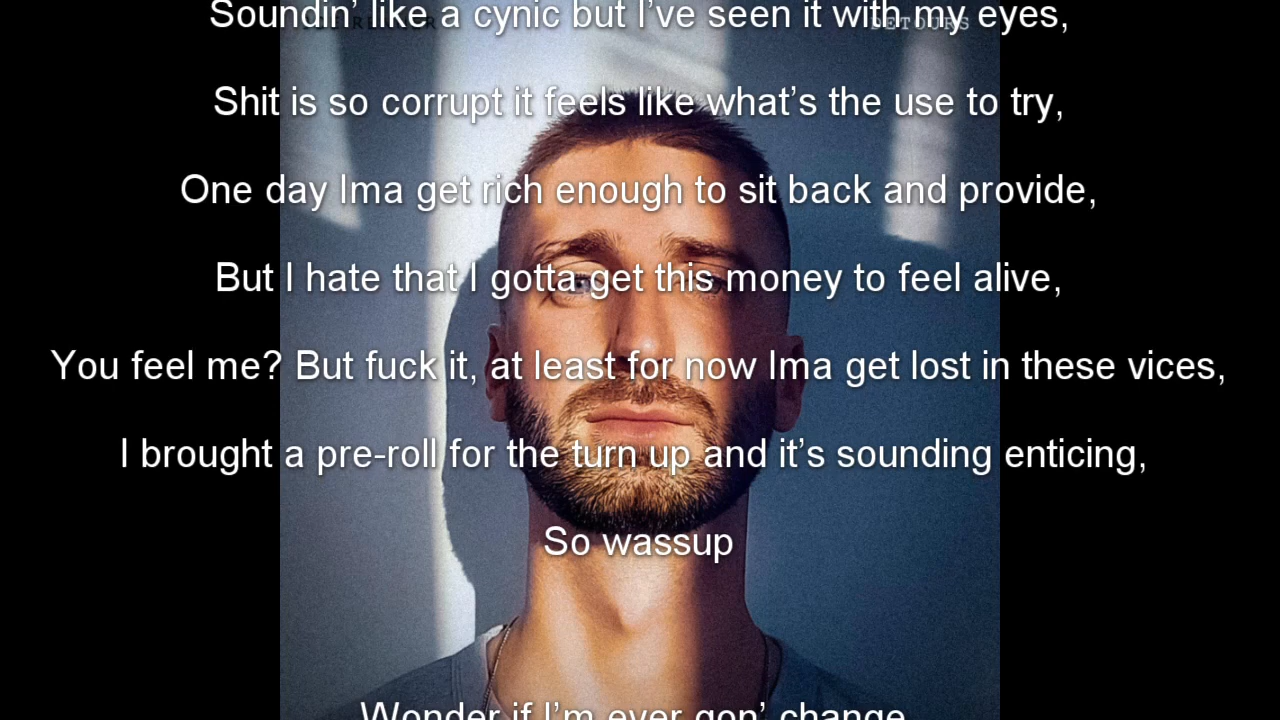 Soundin’ like a cynic but I’ve seen it with my eyes,
DETOURS
Shit is so corrupt it feels like what’s the use to try,
One day Ima get rich enough to sit back and provide,
But I hate that I gotta get this money to feel alive,
You feel me? But fuck it, at least for now Ima get lost in these vices,
I brought a pre-roll for the turn up and it’s sounding enticing,
So wassup
Wonder if I’m ever gon’ change